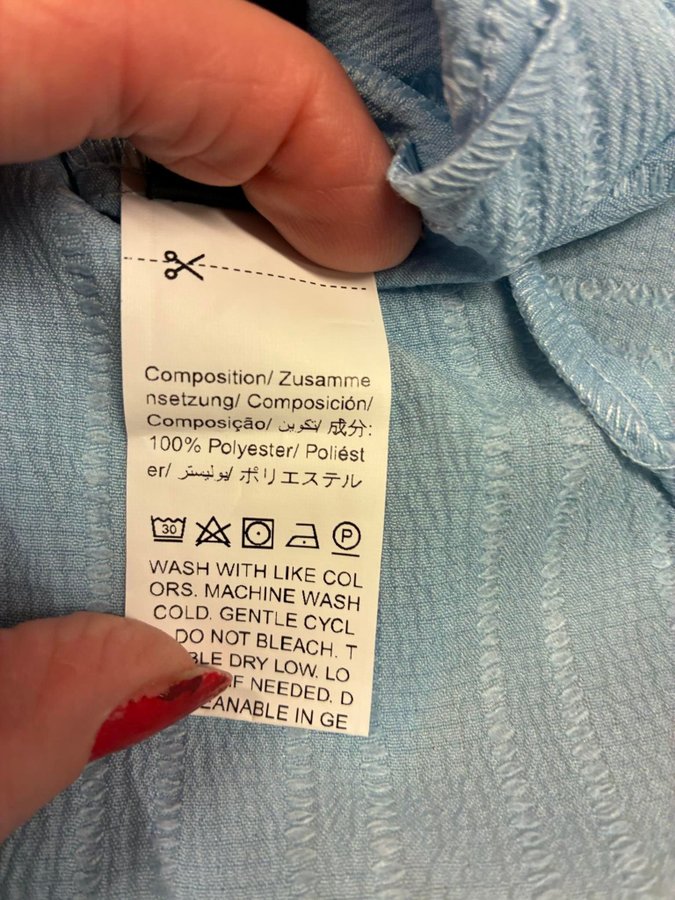 Composition/ Zusamme
nsetzung/ Composición/
Composição/ تكوين/ 成分:
100% Polyester/ Poliést
er/ بوليستر/ ポリエステル
30
P
WASH WITH LIKE COL
ORS. MACHINE WASH
COLD. GENTLE CYCL
DO NOT BLEACH. T
BLE DRY LOW. LO
F NEEDED. D
EANABLE IN GE